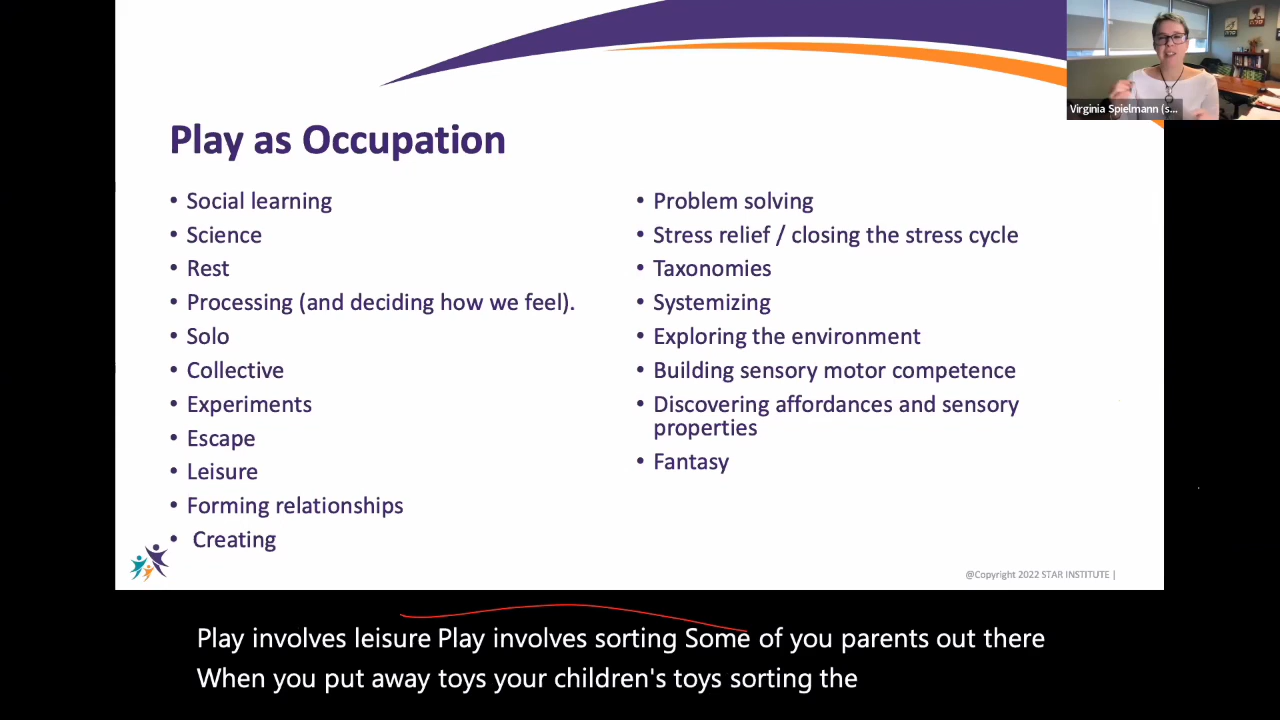 Virginia Spielmann (s...
Play as Occupation
• Social learning
• Science
• Rest
• Processing (and deciding how we feel).
• Solo
• Collective
• Experiments
• Escape
• Leisure
• Forming relationships
• Creating
• Problem solving
• Stress relief / closing the stress cycle
• Taxonomies
• Systemizing
• Exploring the environment
• Building sensory motor competence
• Discovering affordances and sensory
properties
• Fantasy
@Copyright 2022 STAR INSTITUTE |
Play involves leisure Play involves sorting Some of you parents out there
When you put away toys your children's toys sorting the